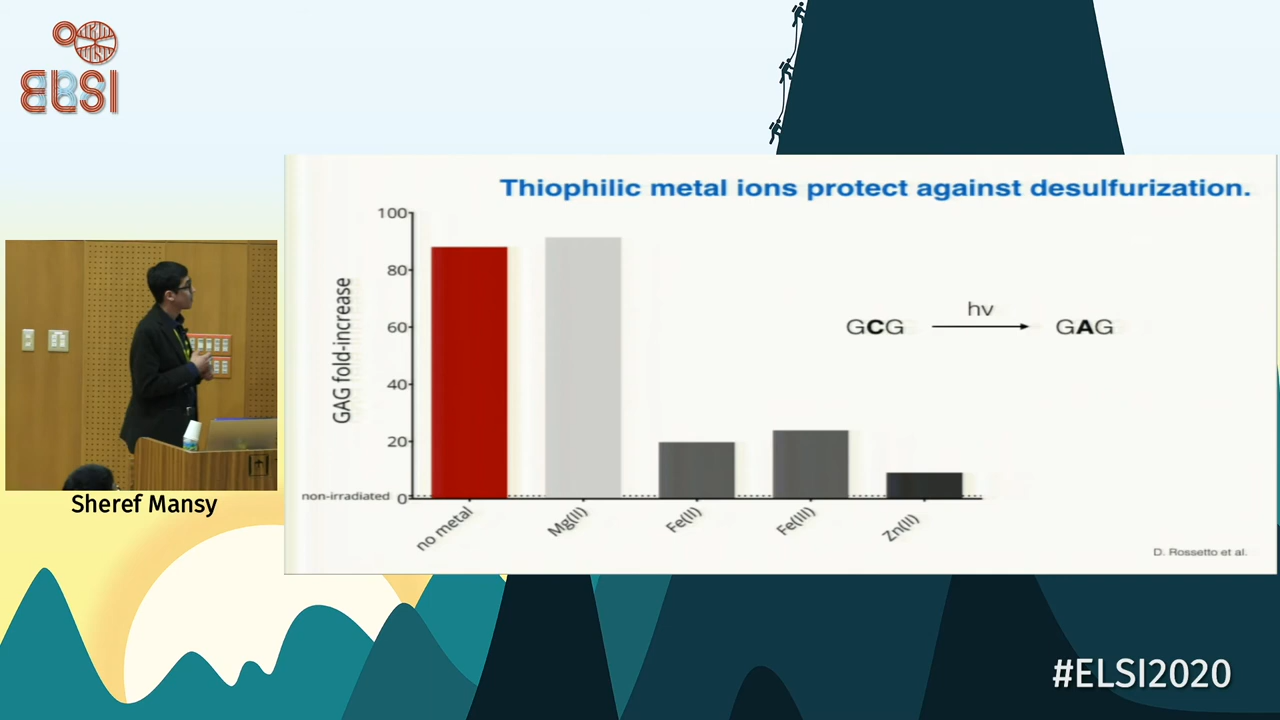 ELSI
Thiophilic metal ions protect against desulfurization.
100
80
60
40
20
0
GAG fold-increase
non-irradiated
no metal
Mg(II)
Fe(II)
Fe(III)
Zn(II)
hν
GCG
GAG
D. Rossetto et al.
Sheref Mansy
#ELSI2020